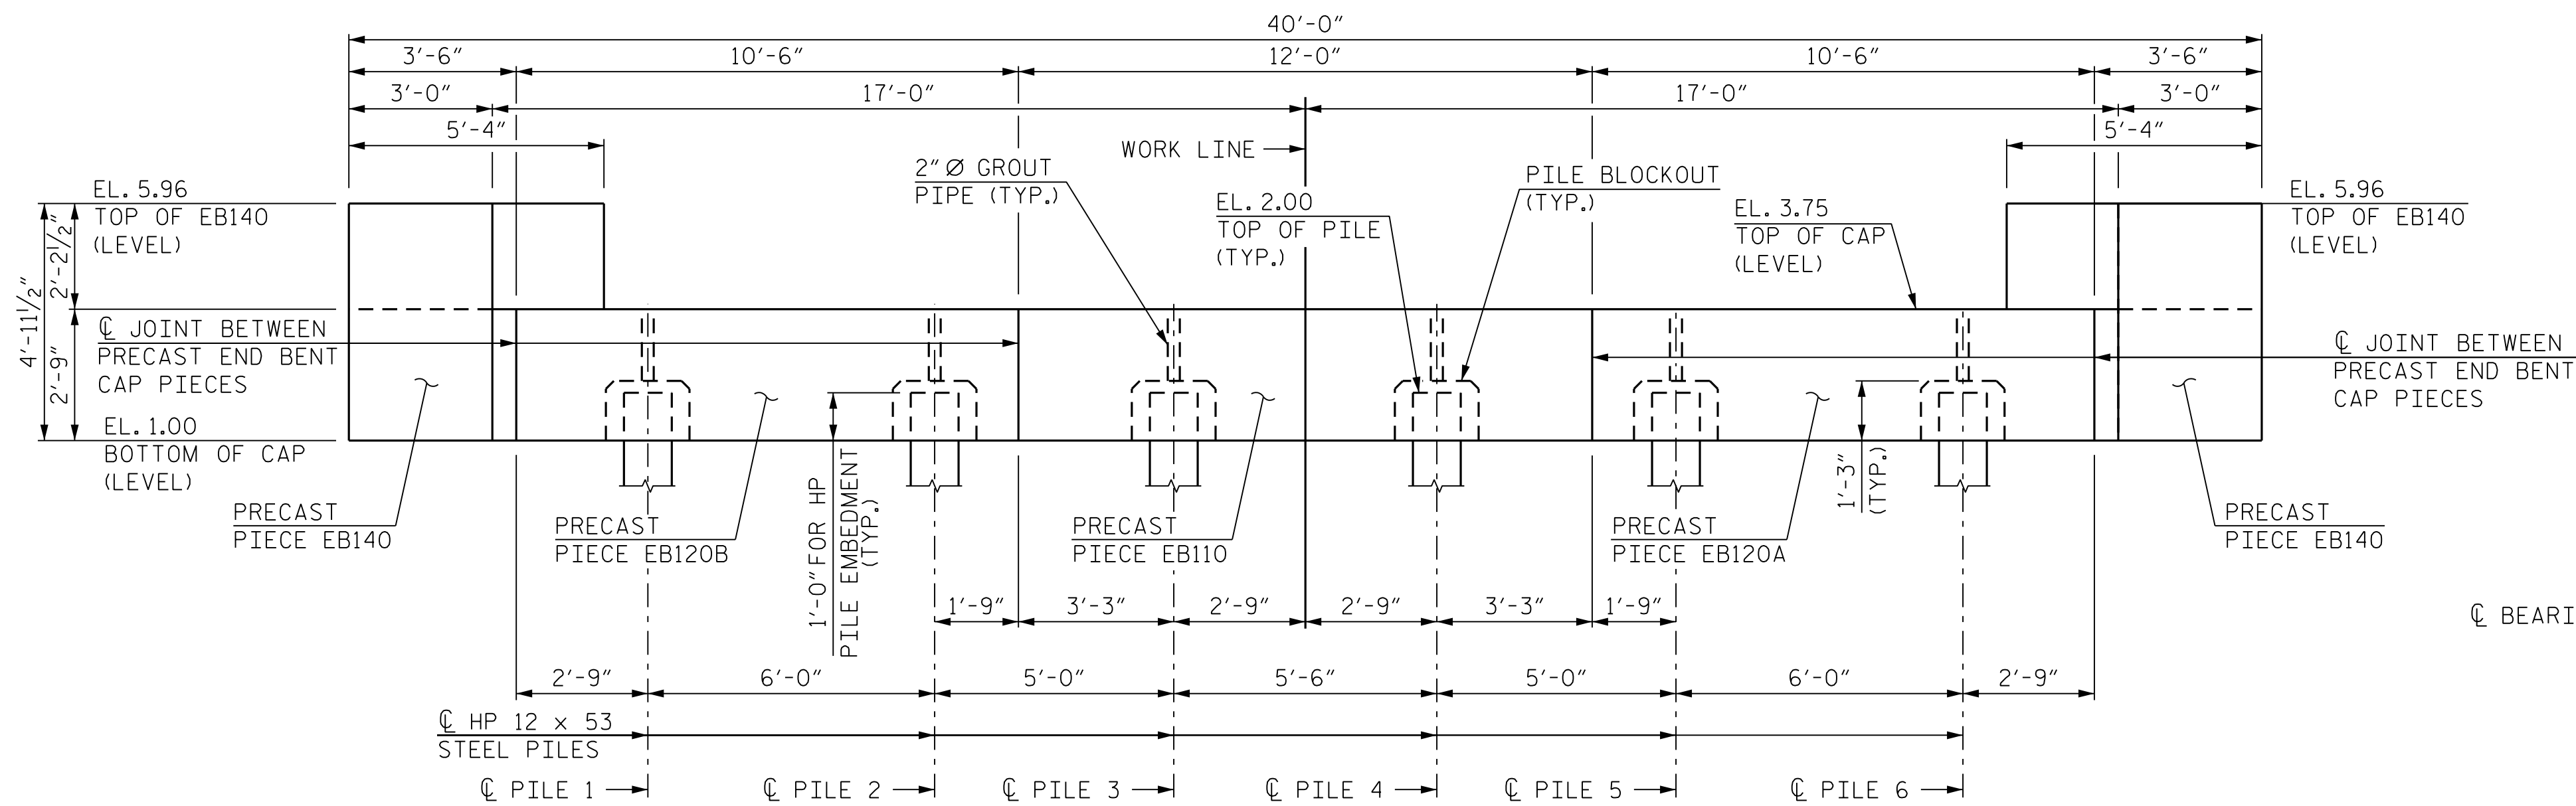 40'-0"
3'-6"
10'-6"
12'-0"
10'-6"
3'-6"
3'-0"
17'-0"
17'-0"
3'-0"
5'-4"
5'-4"
WORK LINE
2" Ø GROUT
PIPE (TYP.)
PILE BLOCKOUT
(TYP.)
EL. 5.96
TOP OF EB140
(LEVEL)
EL. 2.00
TOP OF PILE
(TYP.)
EL. 3.75
TOP OF CAP
(LEVEL)
EL. 5.96
TOP OF EB140
(LEVEL)
4'-11½"
2'-2½"
2'-9"
℄ JOINT BETWEEN
PRECAST END BENT
CAP PIECES
℄ JOINT BETWEEN
PRECAST END BENT
CAP PIECES
EL. 1.00
BOTTOM OF CAP
(LEVEL)
1'-0" FOR HP
PILE EMBEDMENT
(TYP.)
1'-3"
(TYP.)
PRECAST
PIECE EB140
PRECAST
PIECE EB120B
PRECAST
PIECE EB110
PRECAST
PIECE EB120A
PRECAST
PIECE EB140
1'-9"
3'-3"
2'-9"
2'-9"
3'-3"
1'-9"
℄ BEARI
2'-9"
6'-0"
5'-0"
5'-6"
5'-0"
6'-0"
2'-9"
℄ HP 12 x 53
STEEL PILES
℄ PILE 1
℄ PILE 2
℄ PILE 3
℄ PILE 4
℄ PILE 5
℄ PILE 6